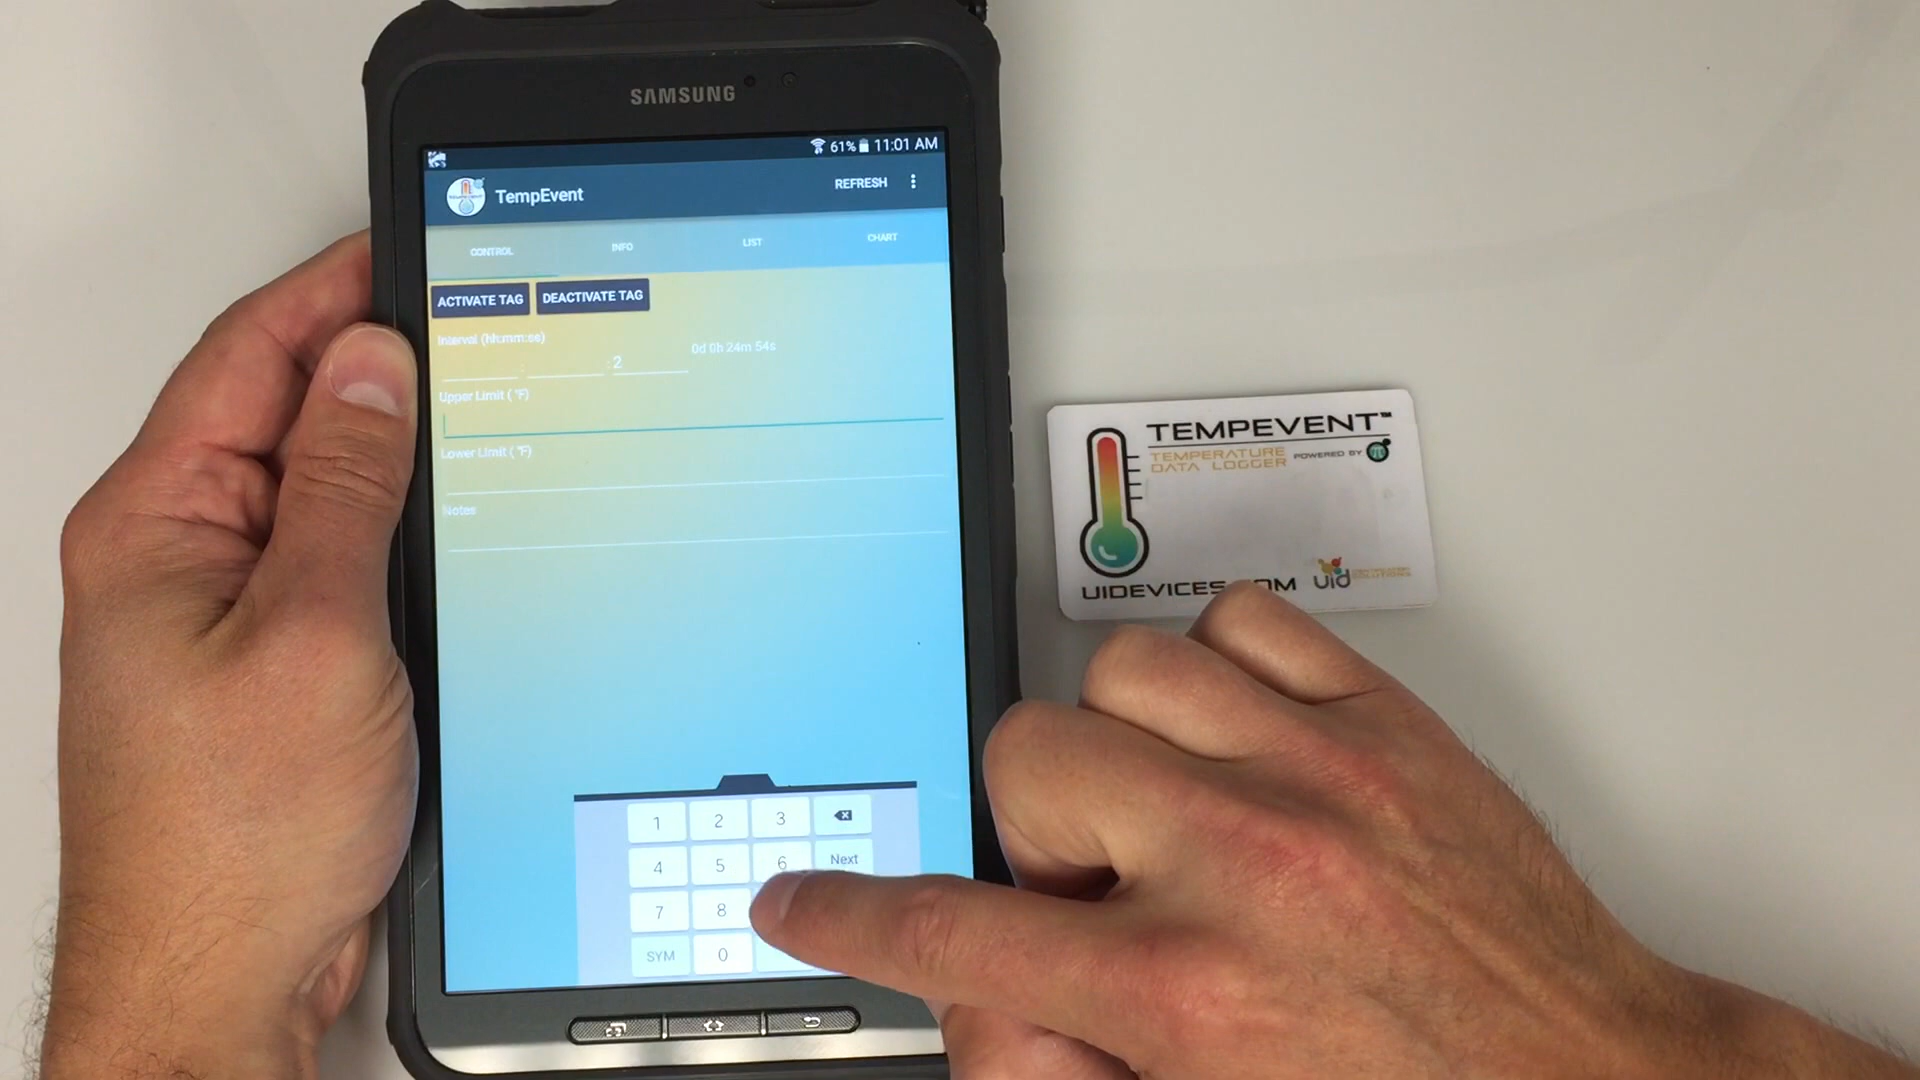 SAMSUNG
61% 11:01 AM
TempEvent
REFRESH
CONTROL INFO LIST CHART
ACTIVATE TAG DEACTIVATE TAG
Interval (hh:mm:ss)
: : 2 0d 0h 24m 54s
Upper Limit ( °F)
Lower Limit ( °F)
Notes
1 2 3
4 5 6 Next
7 8
SYM 0
TEMPEVENT™
TEMPERATURE
DATA LOGGER POWERED BY
UIDEVICES. OM
uid
SOLUTIONS